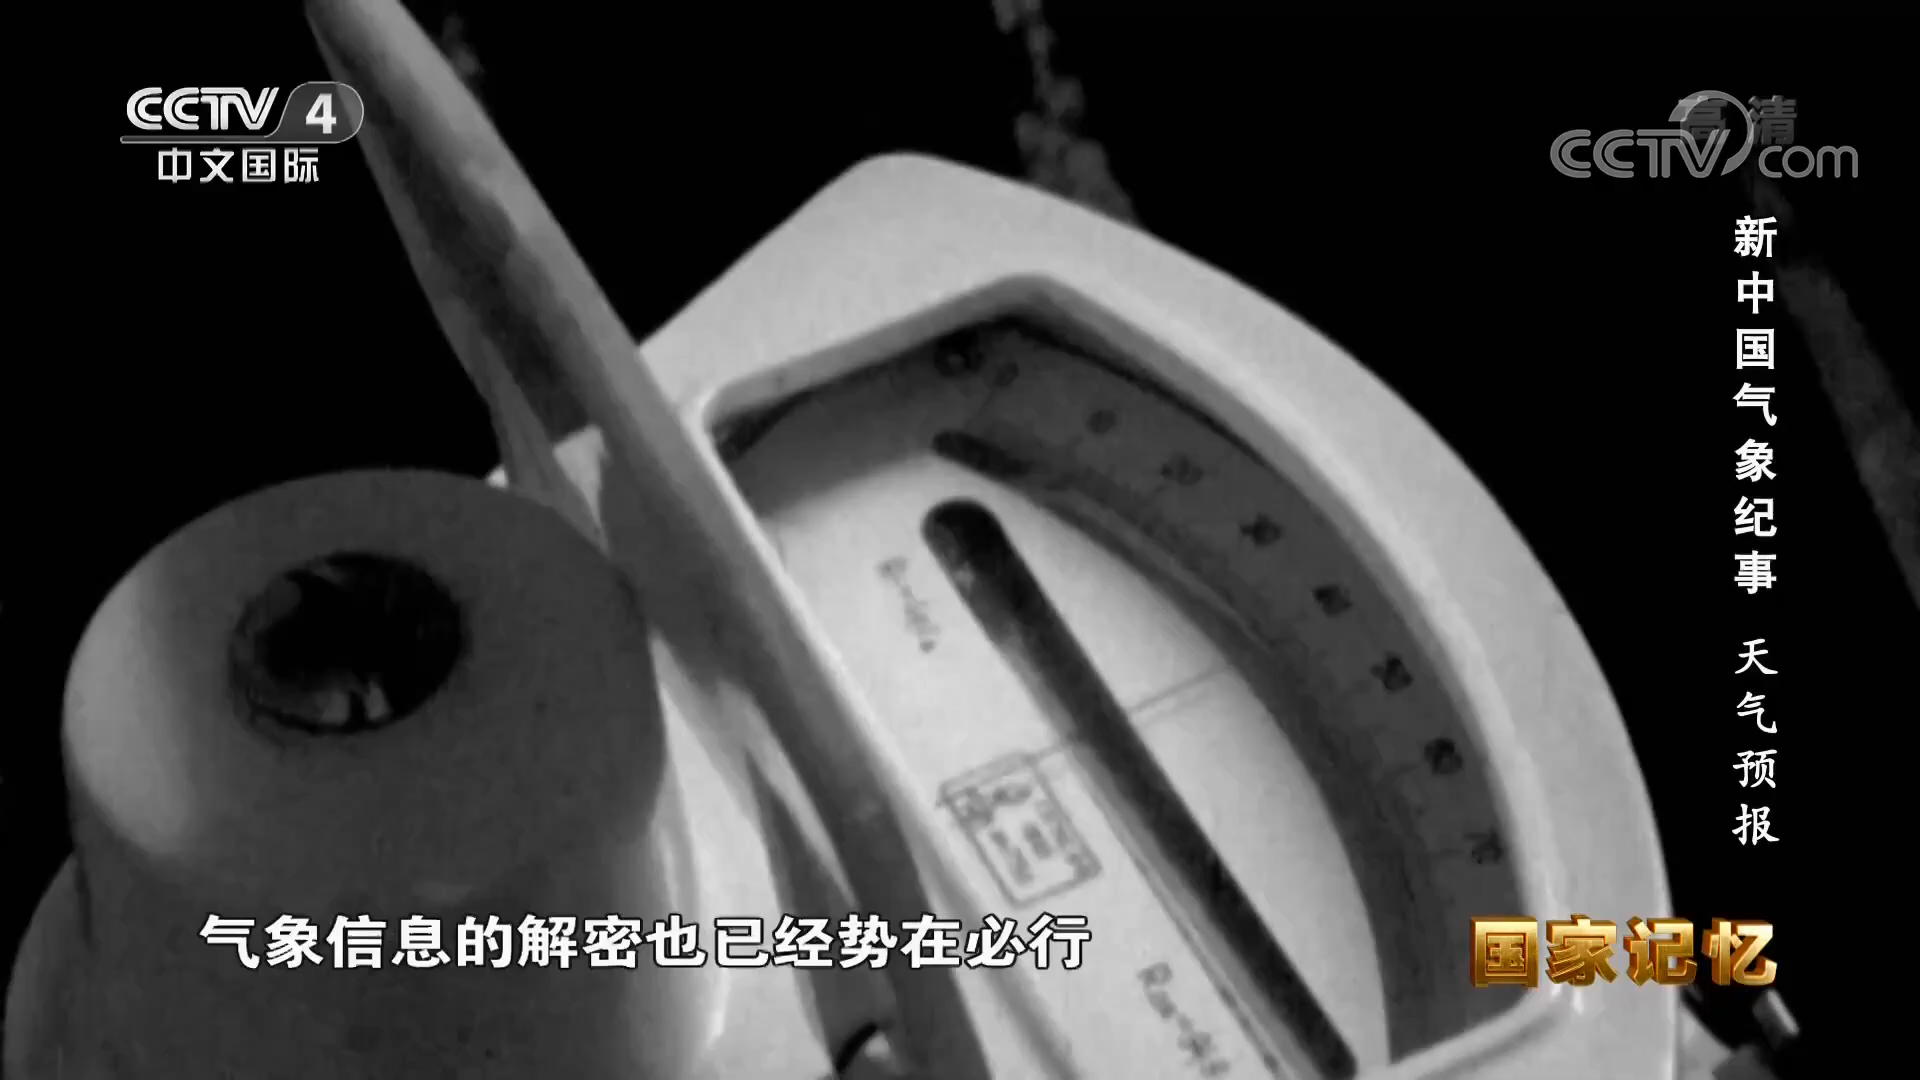 CCTV 4
中文国际
高清
CCTV.com
新中国气象纪事 天气预报
气象信息的解密也已经势在必行
国家记忆